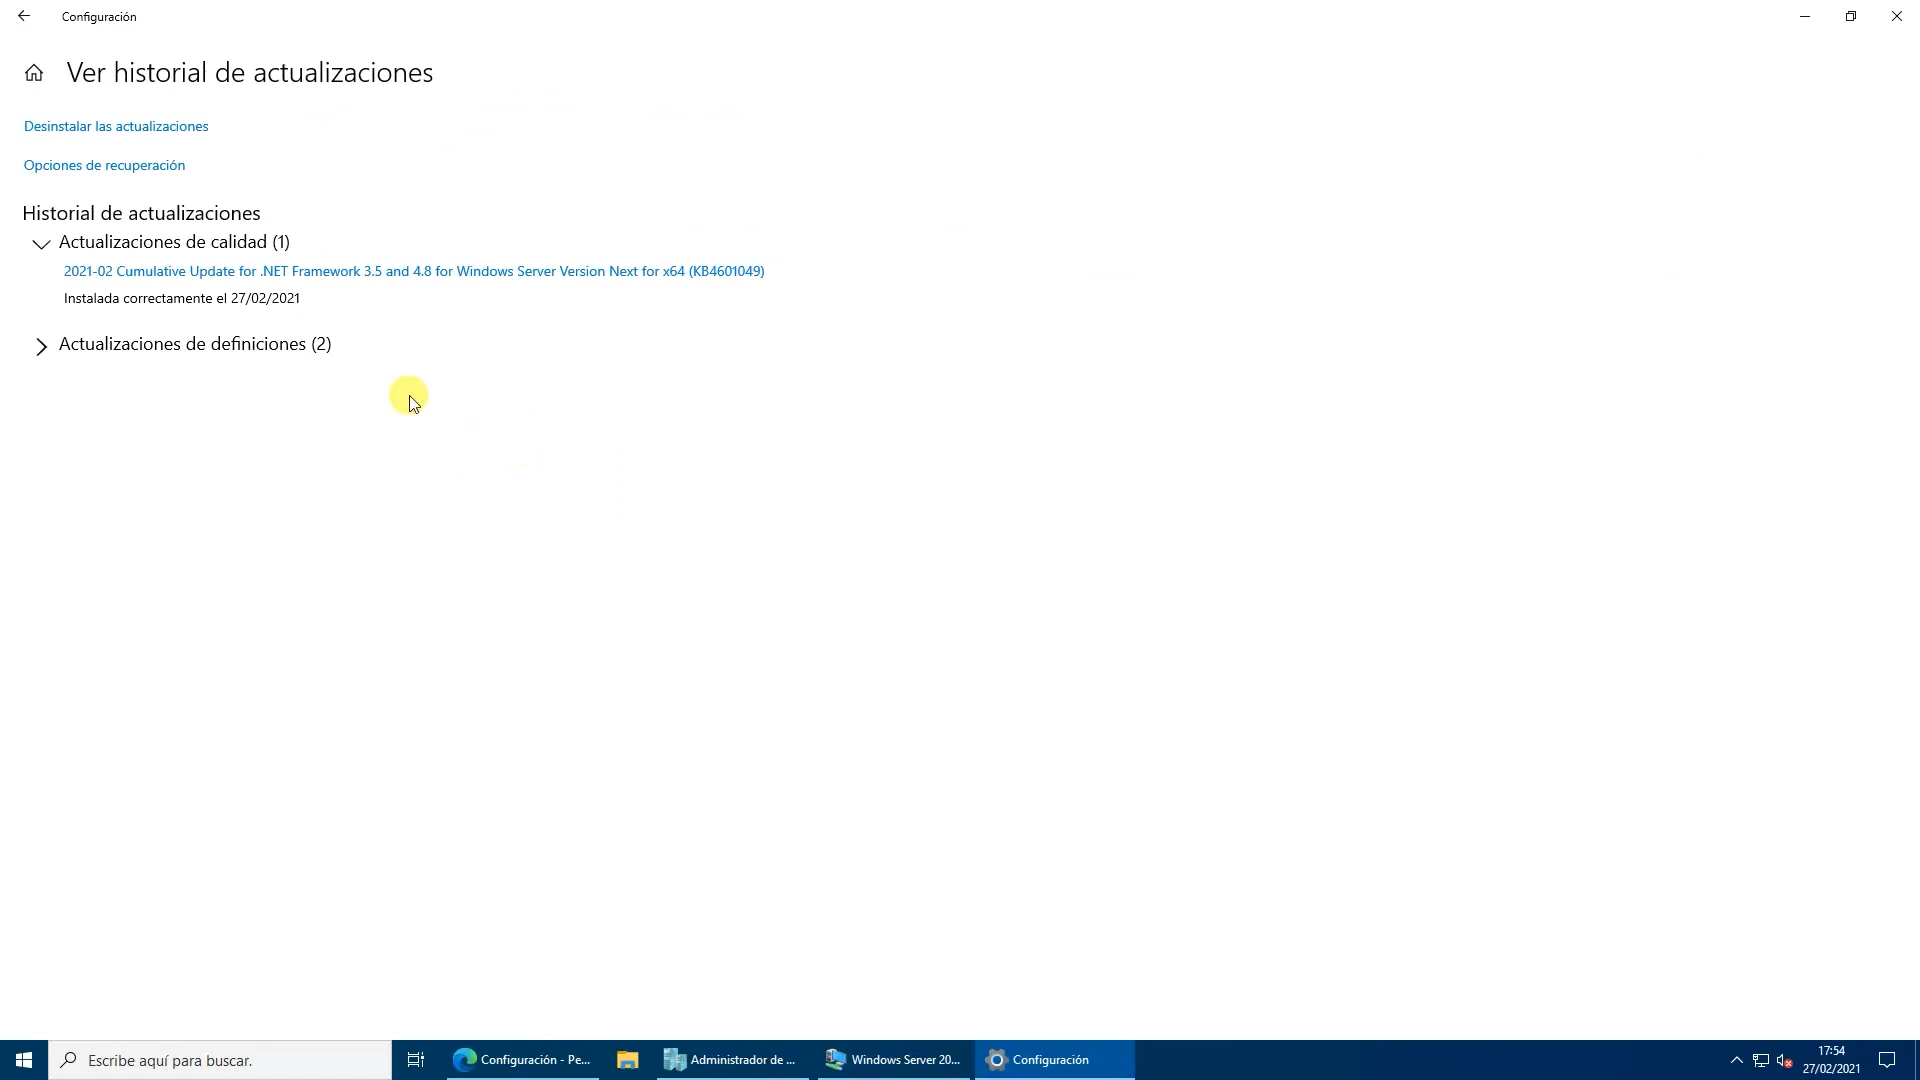 Configuración
Ver historial de actualizaciones
Desinstalar las actualizaciones
Opciones de recuperación
Historial de actualizaciones
Actualizaciones de calidad (1)
2021-02 Cumulative Update for .NET Framework 3.5 and 4.8 for Windows Server Version Next for x64 (KB4601049)
Instalada correctamente el 27/02/2021
Actualizaciones de definiciones (2)
Escribe aquí para buscar.
Configuración - Pe...
Administrador de ...
Windows Server 20...
Configuración
17:54
27/02/2021